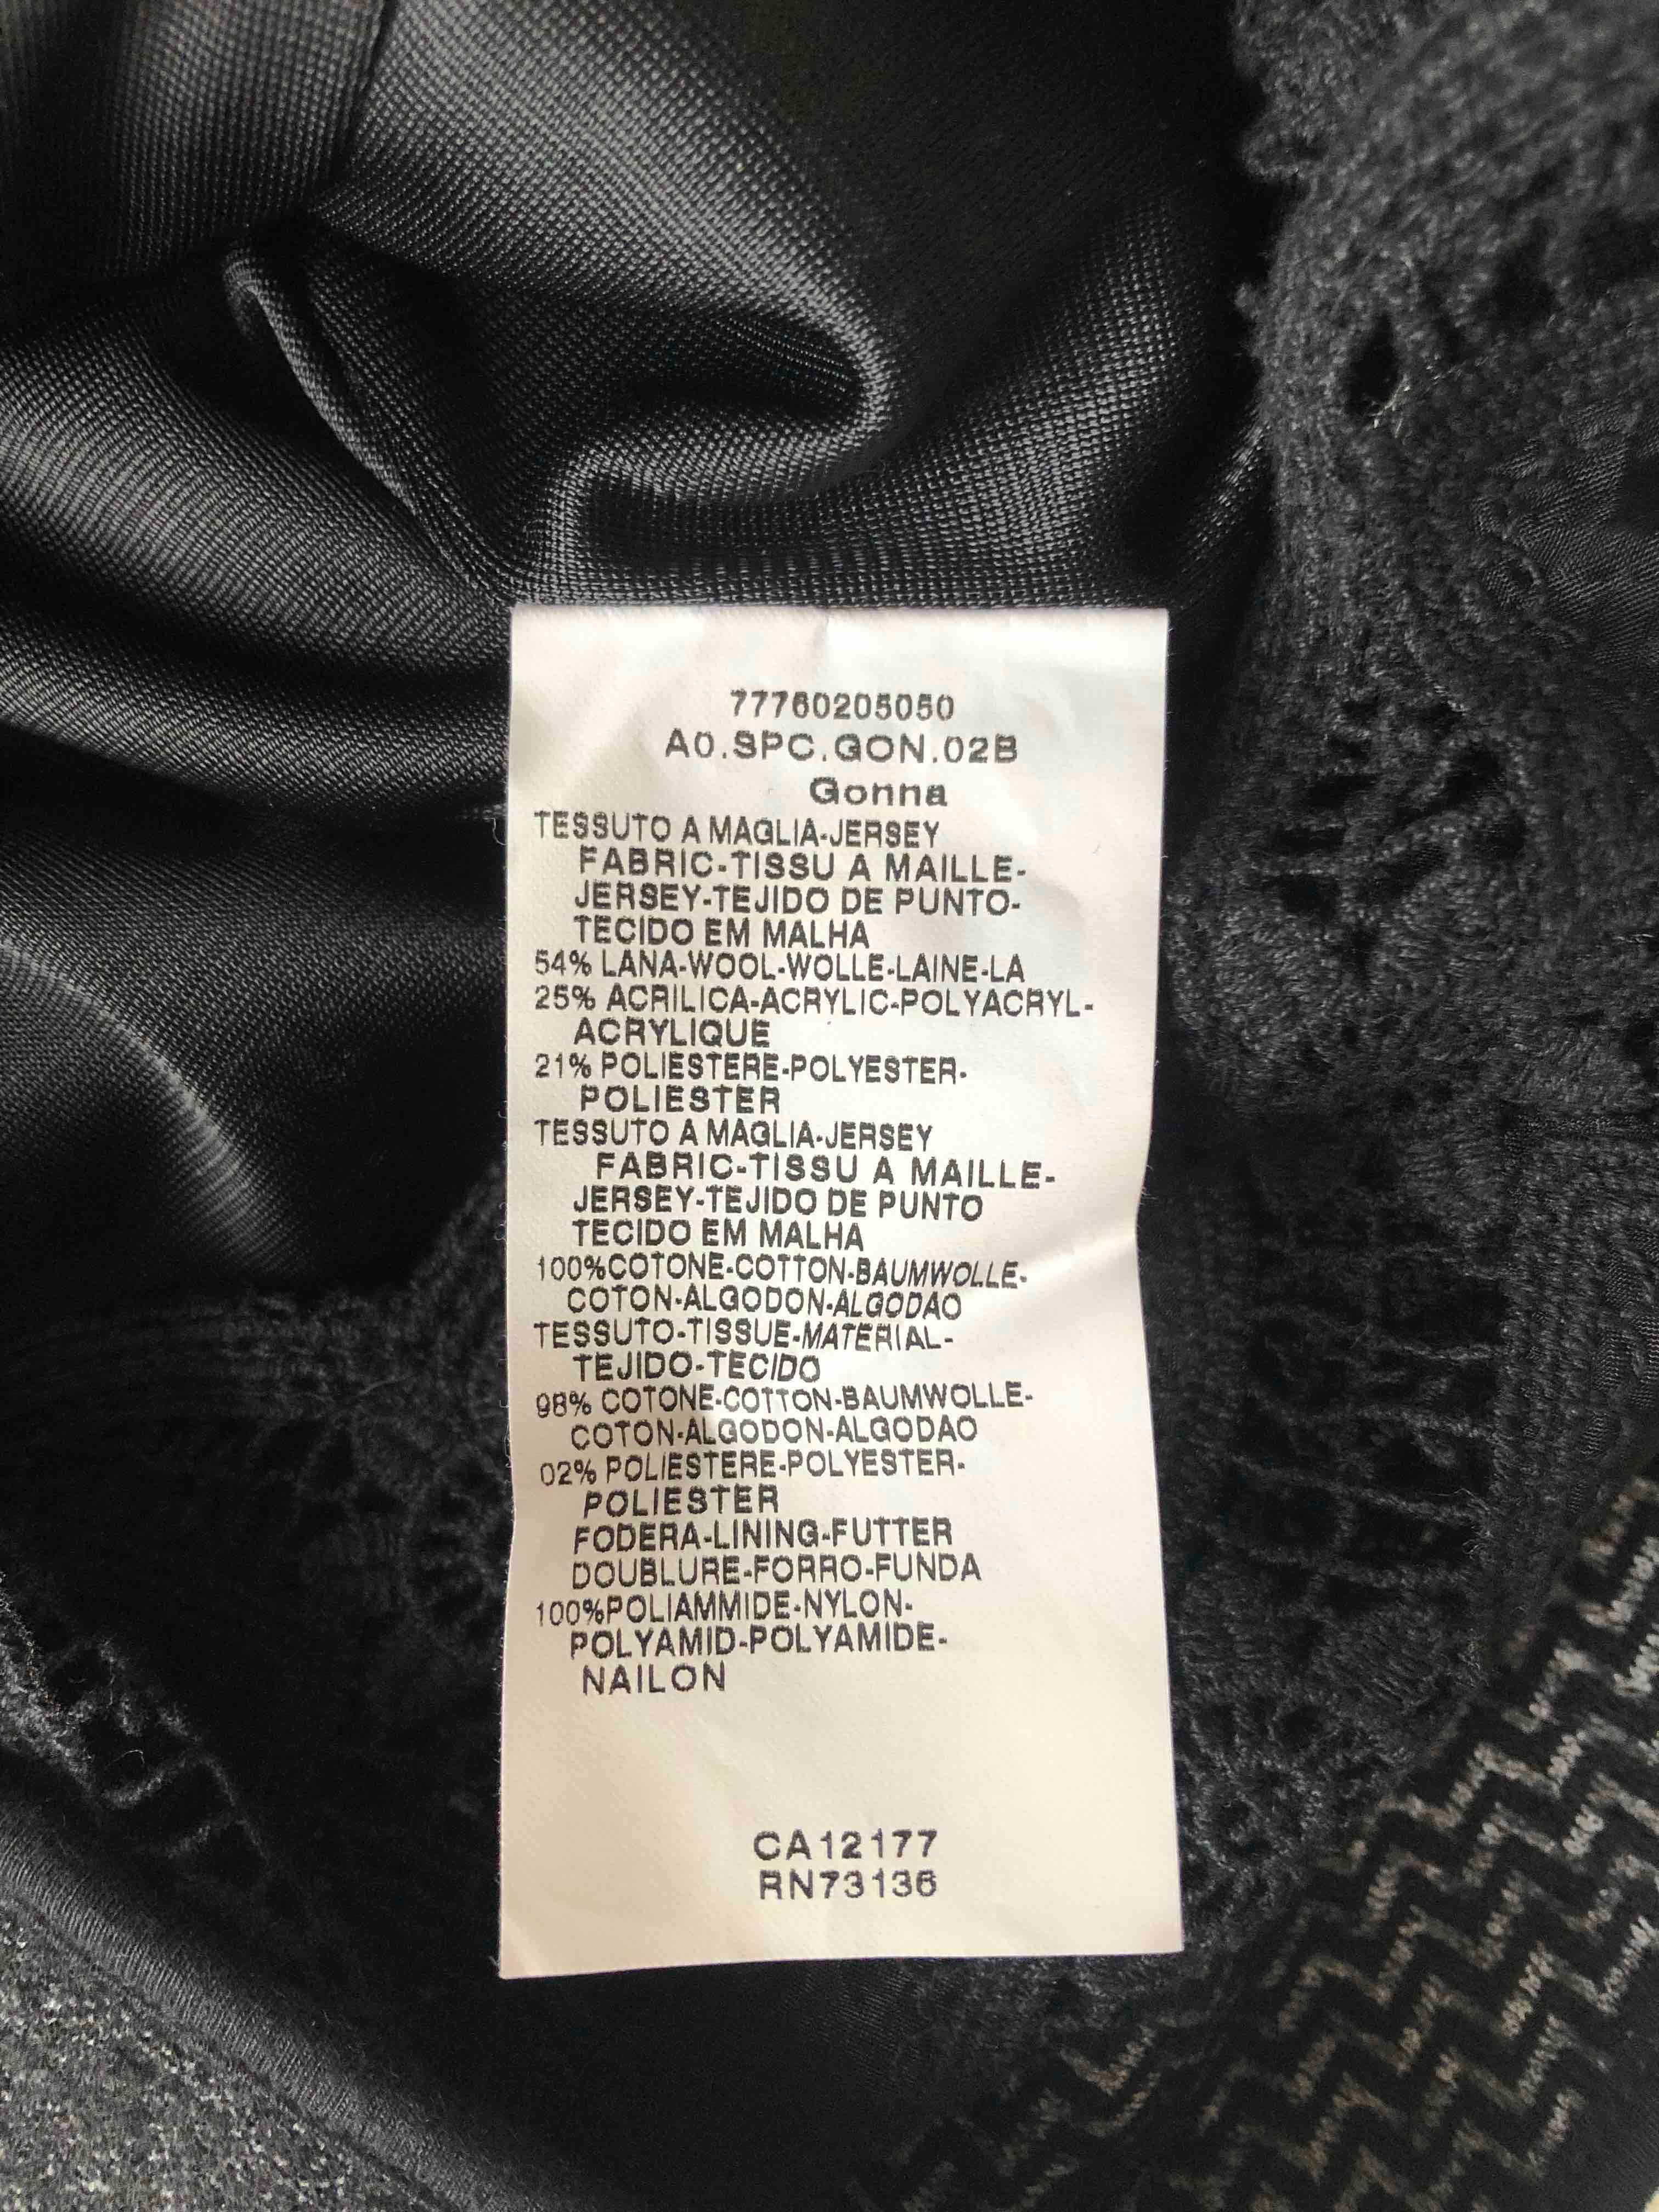 77760205050
A0.SPC.GON.02B
Gonna
TESSUTO A MAGLIA-JERSEY
FABRIC-TISSU A MAILLE-
JERSEY-TEJIDO DE PUNTO-
TECIDO EM MALHA
54% LANA-WOOL-WOLLE-LAINE-LA
25% ACRILICA-ACRYLIC-POLYACRYL-
ACRYLIQUE
21% POLIESTERE-POLYESTER-
POLIESTER
TESSUTO A MAGLIA-JERSEY
FABRIC-TISSU A MAILLE-
JERSEY-TEJIDO DE PUNTO
TECIDO EM MALHA
100%COTONE-COTTON-BAUMWOLLE-
COTON-ALGODON-ALGODAO
TESSUTO-TISSUE-MATERIAL-
TEJIDO-TECIDO
98% COTONE-COTTON-BAUMWOLLE-
COTON-ALGODON-ALGODAO
02% POLIESTERE-POLYESTER-
POLIESTER
FODERA-LINING-FUTTER
DOUBLURE-FORRO-FUNDA
100%POLIAMMIDE-NYLON-
POLYAMID-POLYAMIDE-
NAILON
CA12177
RN73136